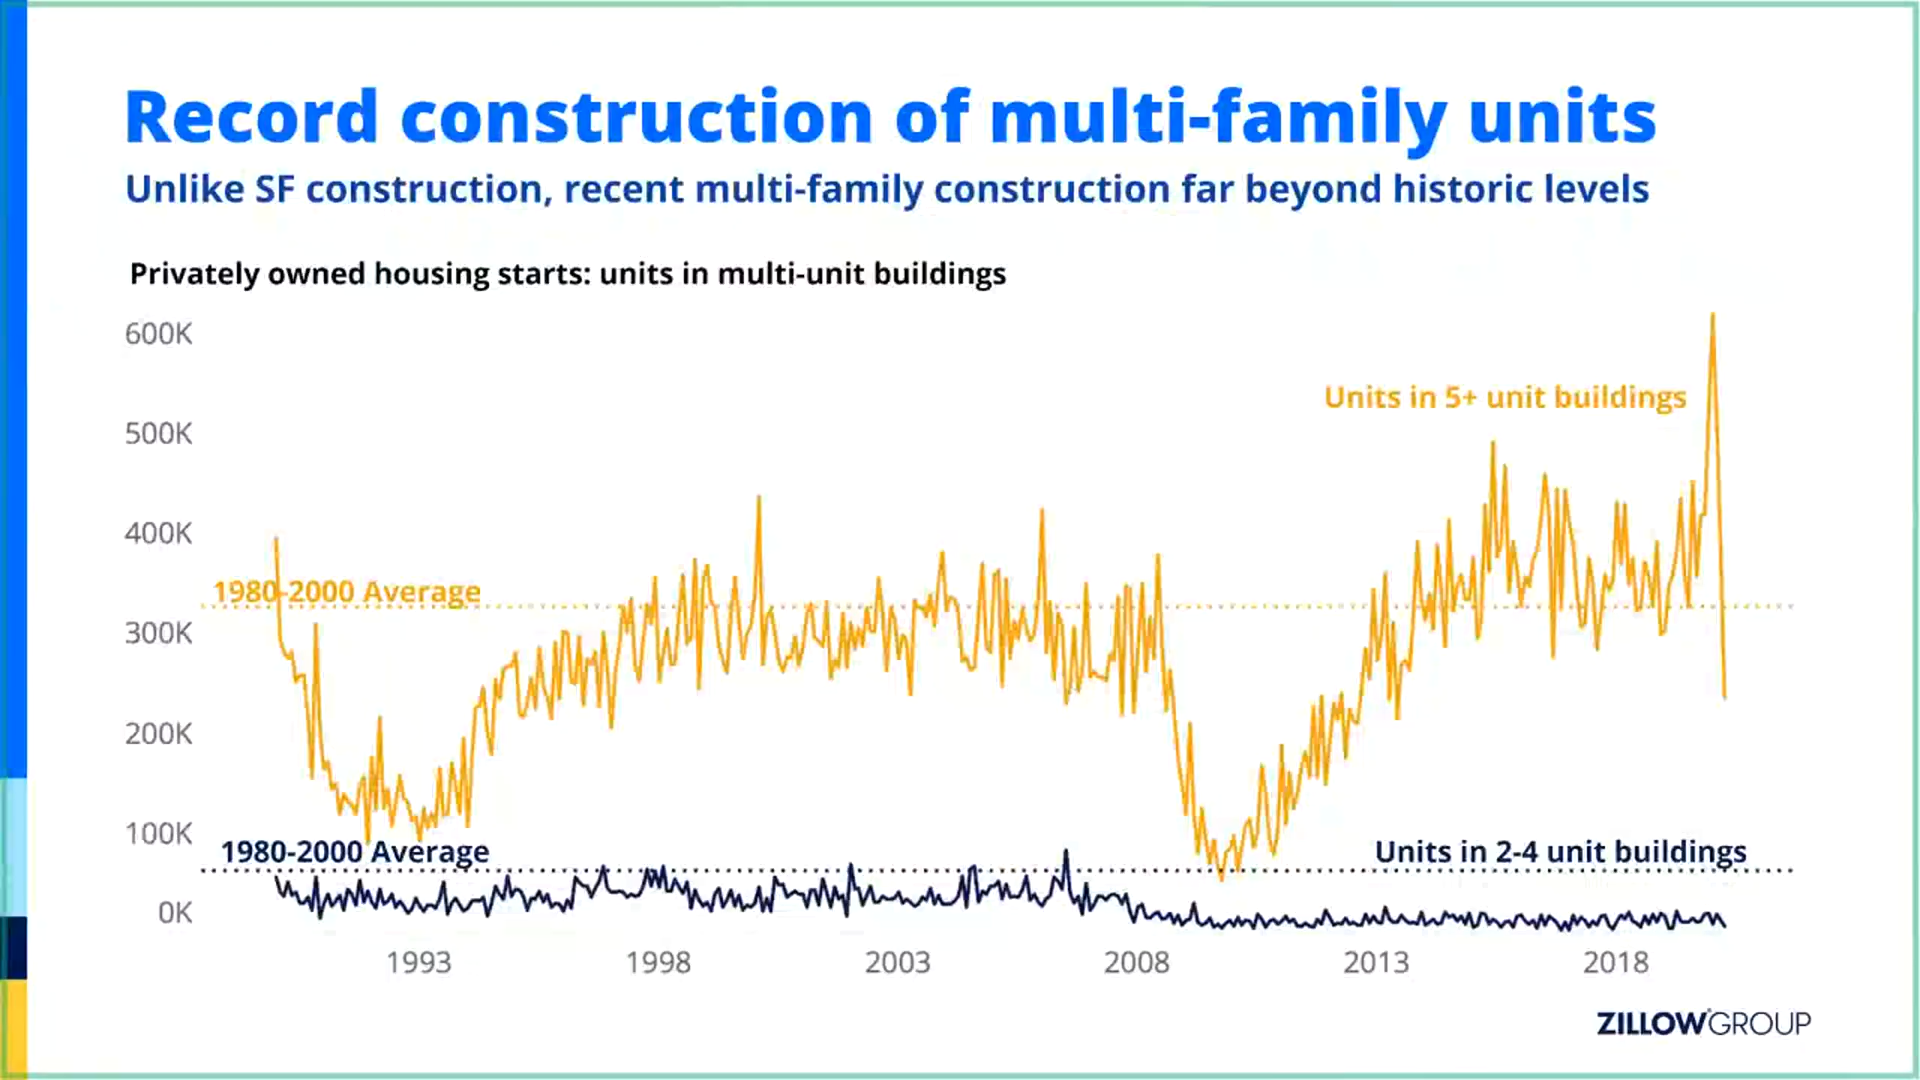 Record construction of multi-family units
Unlike SF construction, recent multi-family construction far beyond historic levels
Privately owned housing starts: units in multi-unit buildings
600K
Units in 5+ unit buildings
500K
400K
1980-2000 Average
300K
200K
100K
1980-2000 Average
Units in 2-4 unit buildings
0K
1993 1998 2003 2008 2013 2018
ZILLOW GROUP